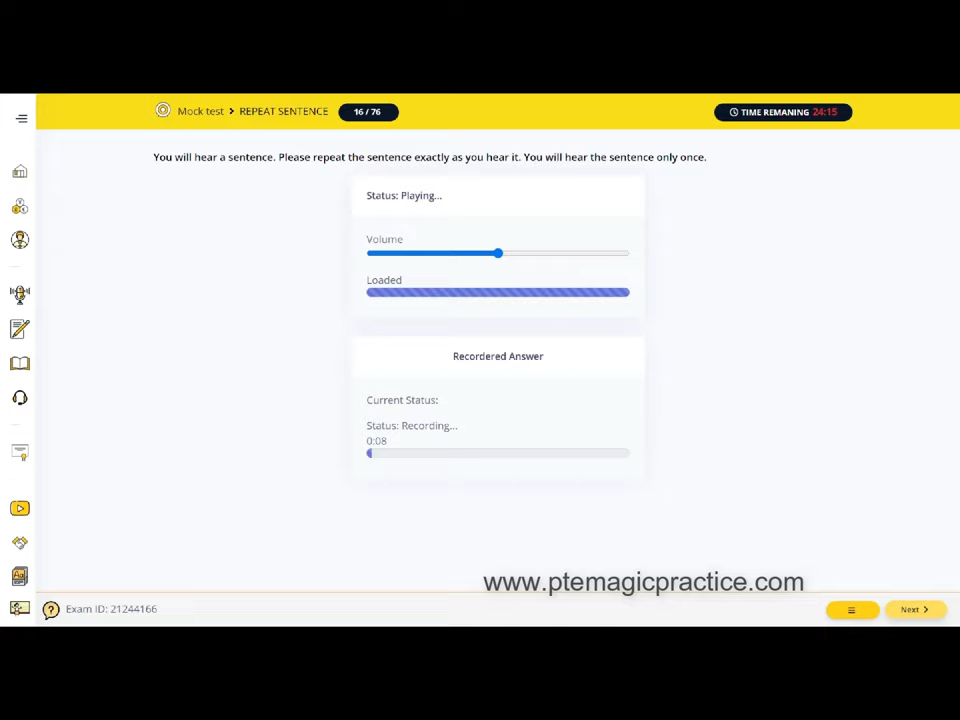 Mock test > REPEAT SENTENCE 16 / 76 TIME REMANING 24:15
You will hear a sentence. Please repeat the sentence exactly as you hear it. You will hear the sentence only once.
Status: Playing...
Volume
Loaded
Recordered Answer
Current Status:
Status: Recording...
0:08
www.ptemagicpractice.com
Exam ID: 21244166
Next >